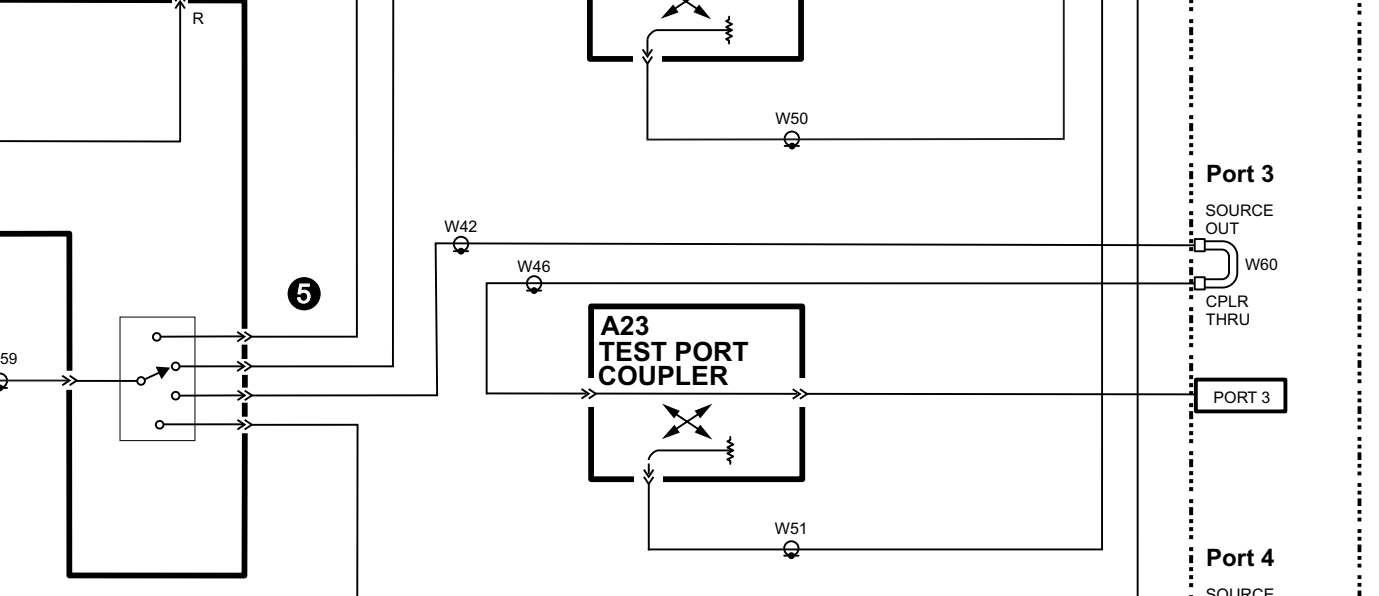 R
W50
Port 3
SOURCE
OUT
W42
W60
W46
5
CPLR
THRU
A23
TEST PORT
COUPLER
59
PORT 3
W51
Port 4
SOURCE